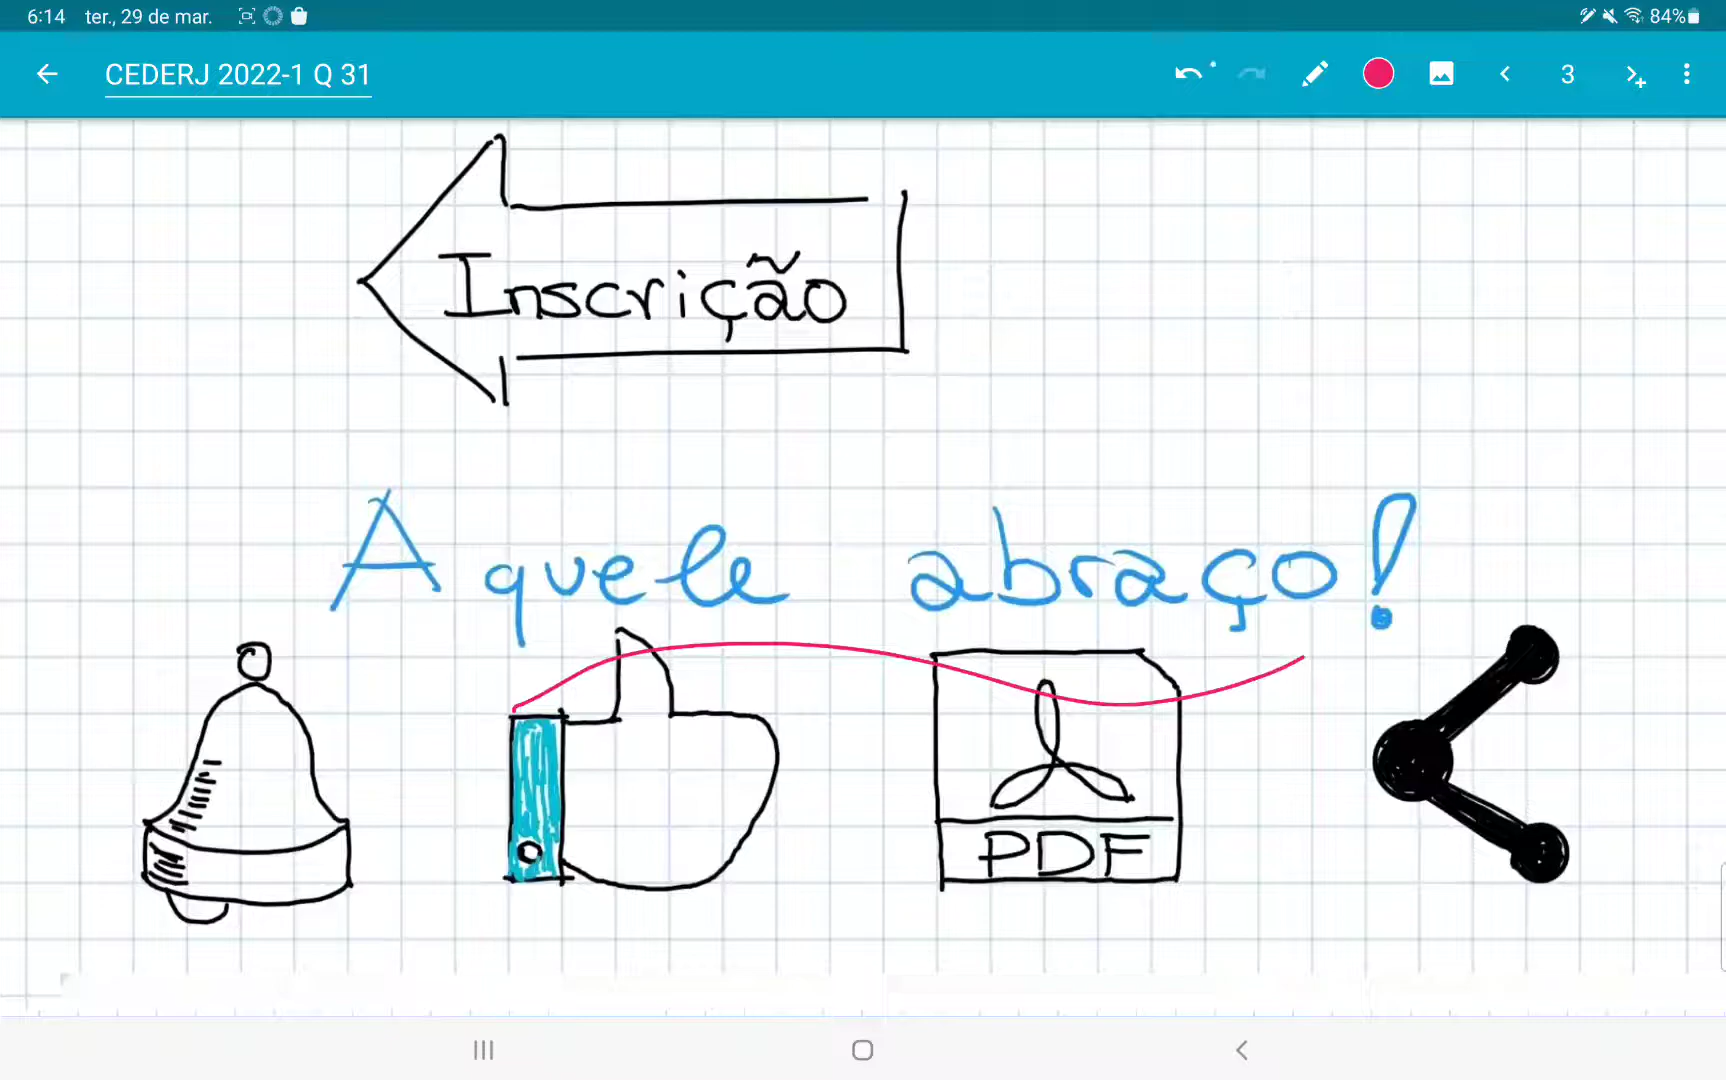 6:14 ter., 29 de mar. 84%
CEDERJ 2022-1 Q 31 3
Inscrição
Aquele abraço!
PDF